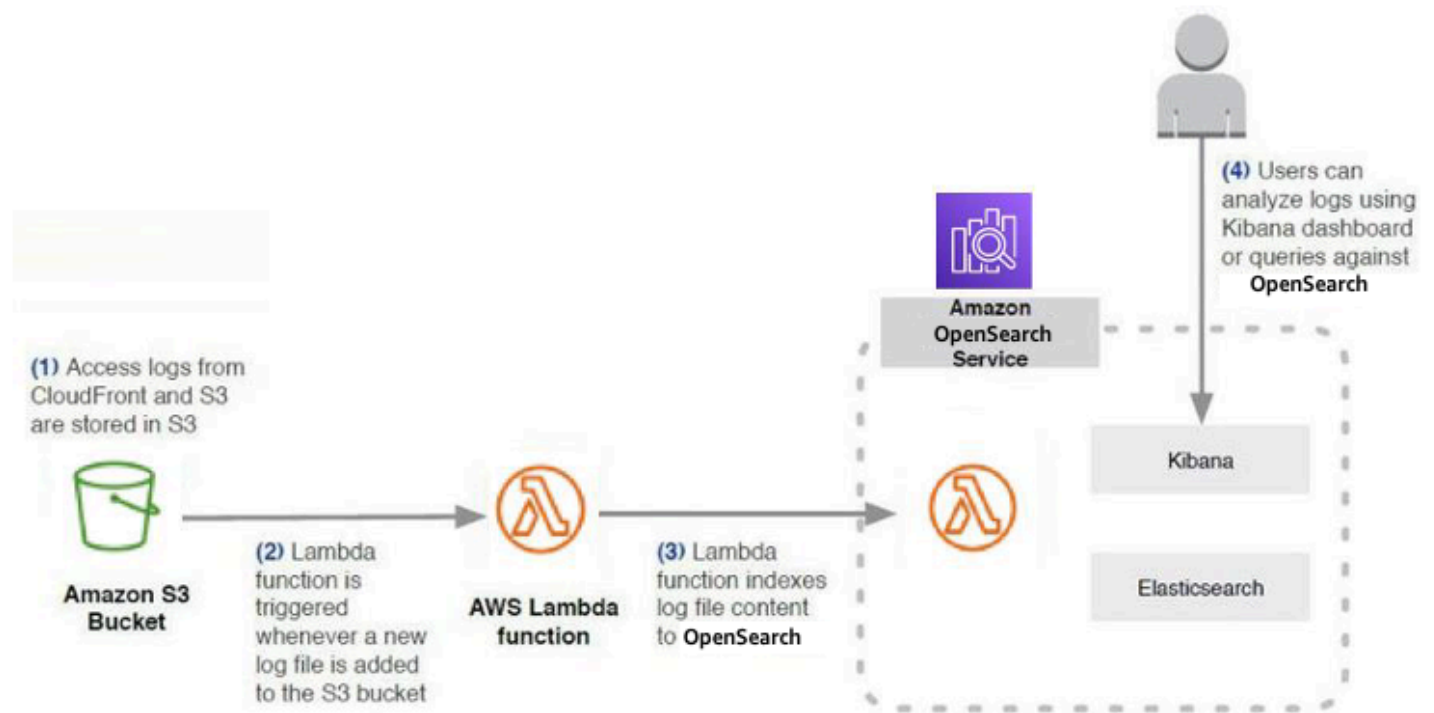 (1) Access logs from
CloudFront and S3
are stored in S3
Amazon S3
Bucket
(2) Lambda
function is
triggered
whenever a new
log file is added
to the S3 bucket
AWS Lambda
function
(3) Lambda
function indexes
log file content
to OpenSearch
Amazon
OpenSearch
Service
Kibana
Elasticsearch
(4) Users can
analyze logs using
Kibana dashboard
or queries against
OpenSearch